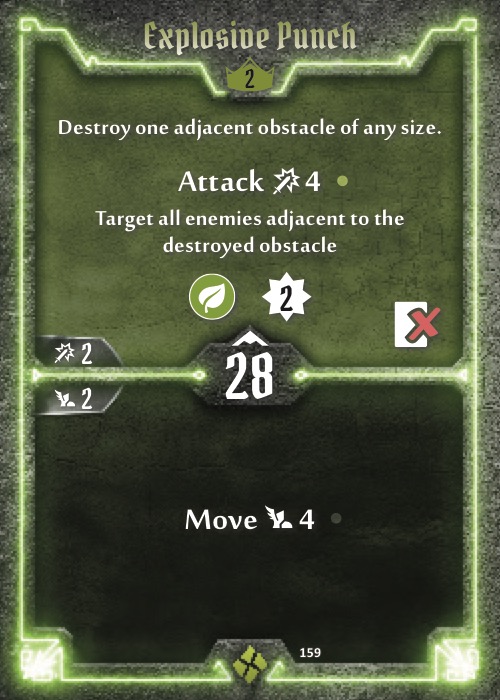 Explosive Punch
2
Destroy one adjacent obstacle of any size.
Attack 4
Target all enemies adjacent to the
destroyed obstacle
2
2
28
2
Move 4
159